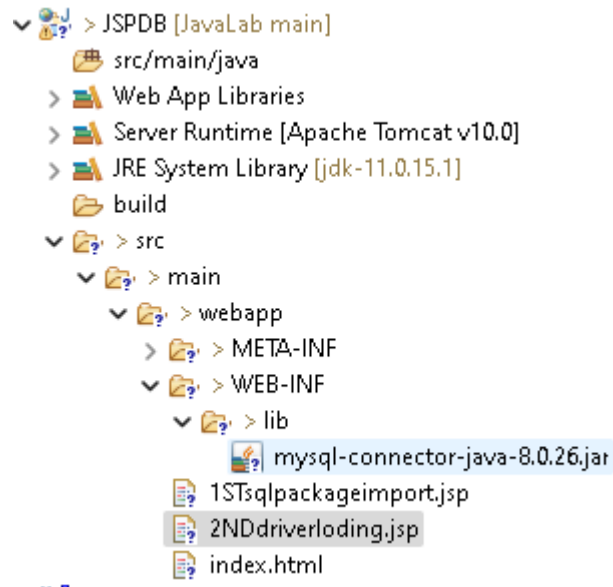 > JSPDB [JavaLab main]
src/main/java
> Web App Libraries
> Server Runtime [Apache Tomcat v10.0]
> JRE System Library [jdk-11.0.15.1]
build
> src
> main
> webapp
> > META-INF
> WEB-INF
> lib
mysql-connector-java-8.0.26.jar
1STsqlpackageimport.jsp
2NDdriverloding.jsp
index.html